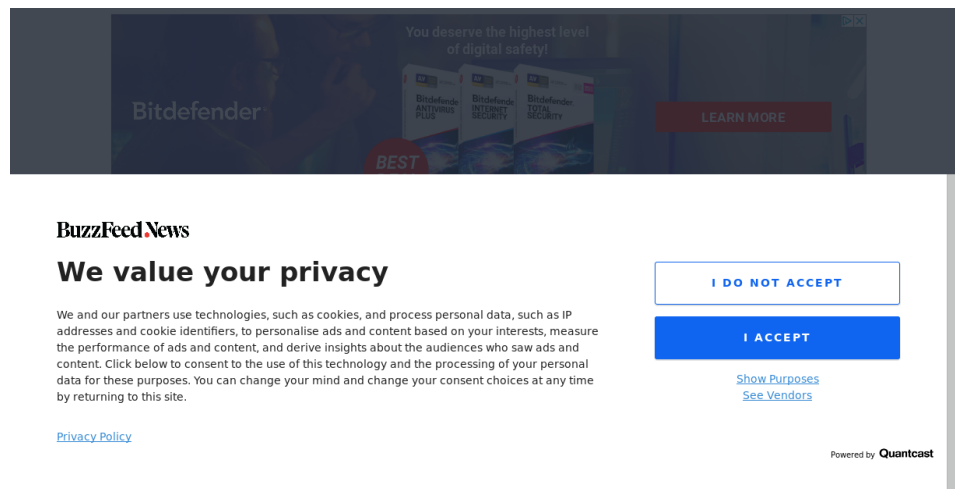 You deserve the highest level
of digital safety!
Bitdefender
Bitdefender Bitdefender Bitdefender
ANTIVIRUS INTERNET TOTAL
PLUS SECURITY SECURITY
LEARN MORE
BEST
BuzzFeed News
We value your privacy
We and our partners use technologies, such as cookies, and process personal data, such as IP
addresses and cookie identifiers, to personalise ads and content based on your interests, measure
the performance of ads and content, and derive insights about the audiences who saw ads and
content. Click below to consent to the use of this technology and the processing of your personal
data for these purposes. You can change your mind and change your consent choices at any time
by returning to this site.
Privacy Policy
I DO NOT ACCEPT
I ACCEPT
Show Purposes
See Vendors
Powered by Quantcast